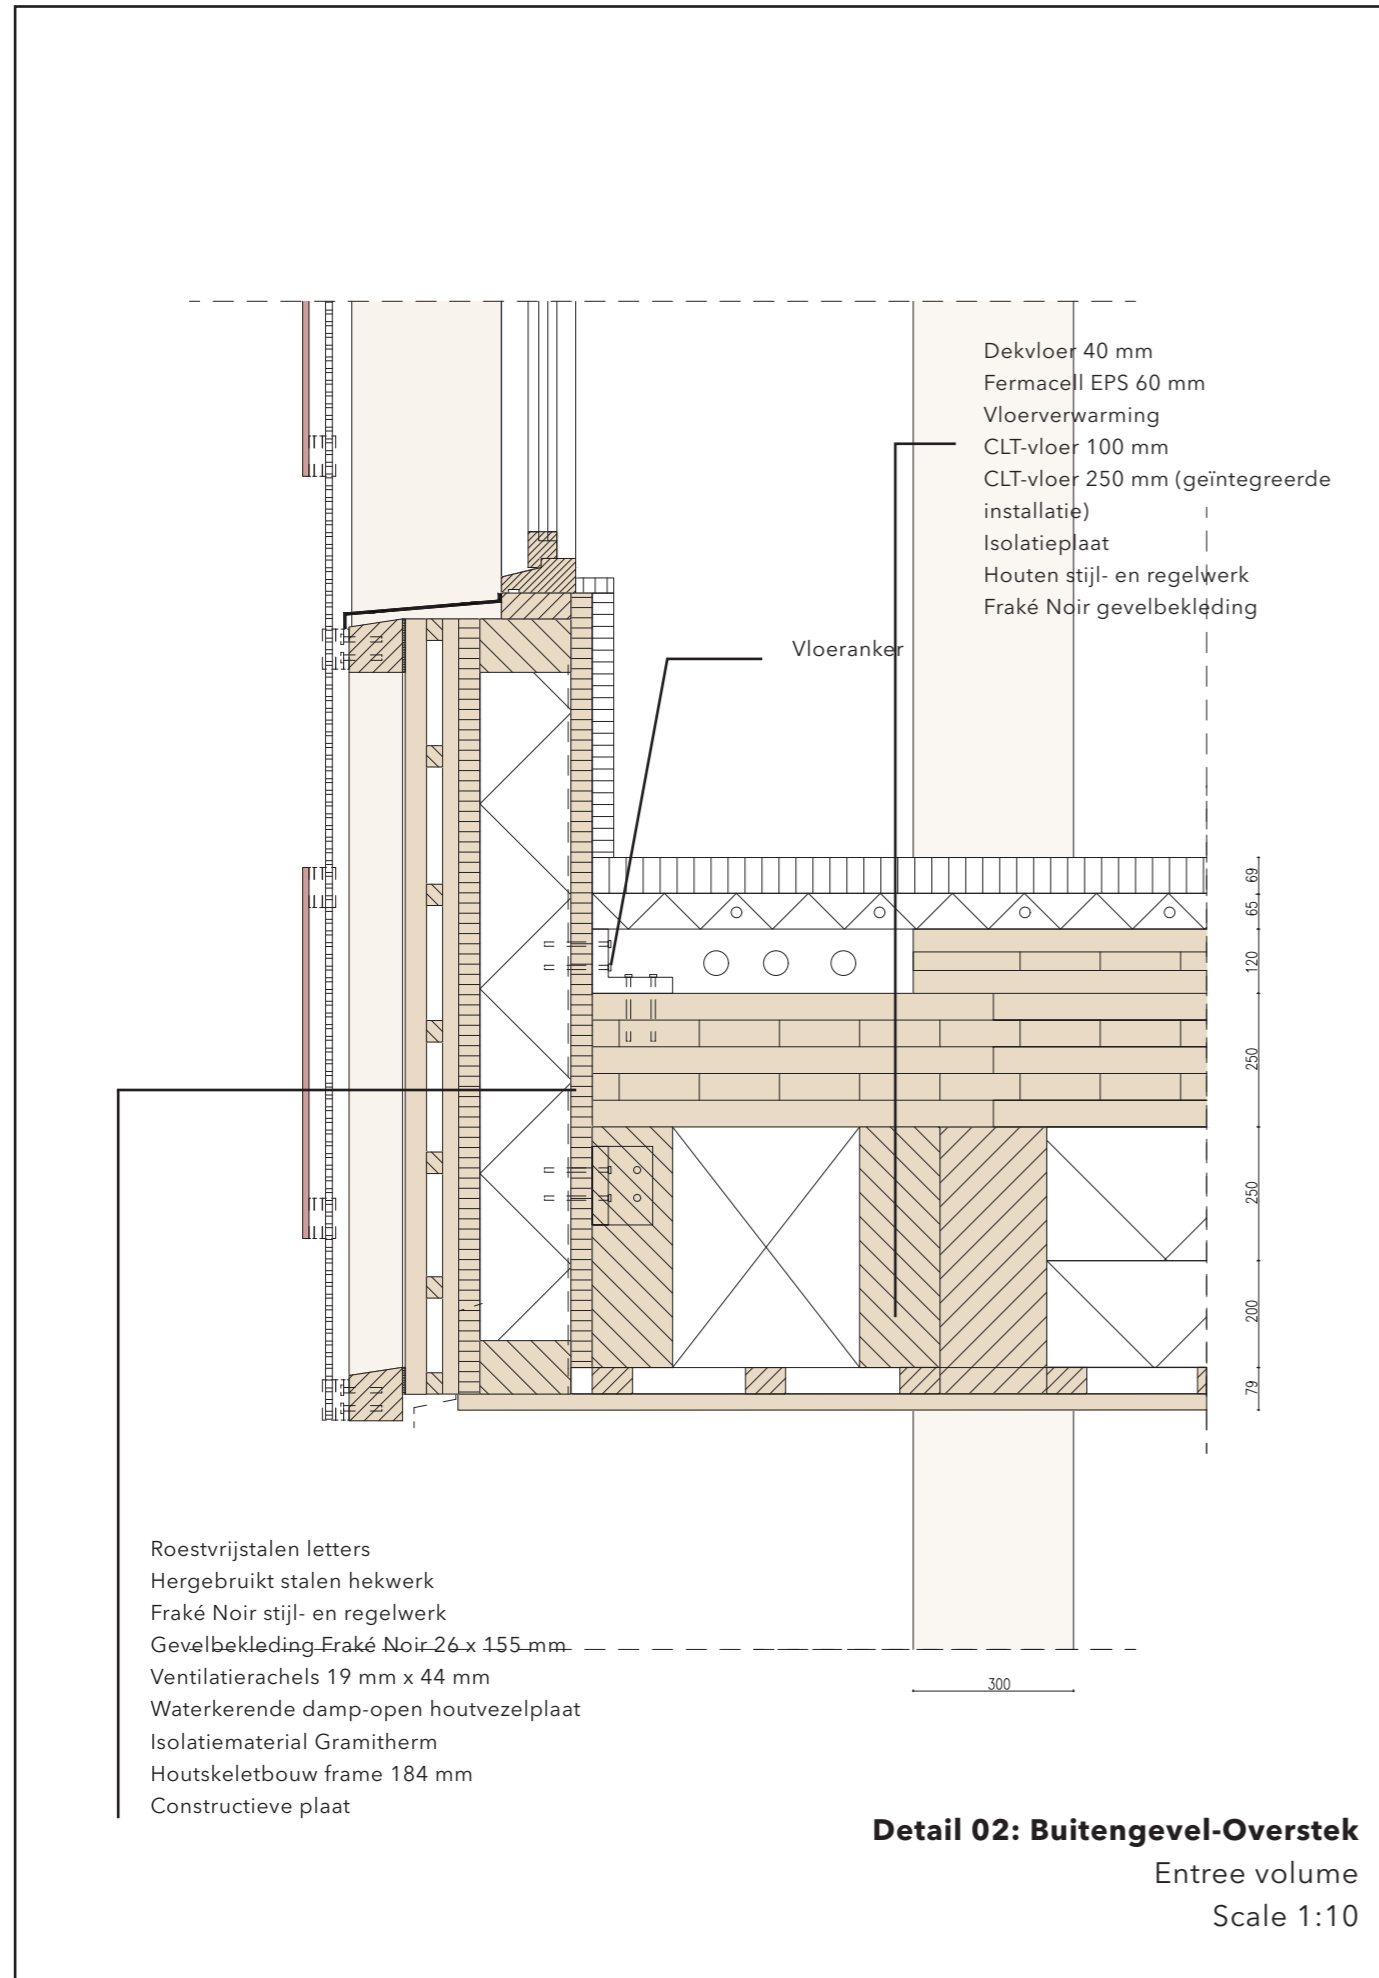 Dekvloer 40 mm
Fermacell EPS 60 mm
Vloerverwarming
CLT-vloer 100 mm
CLT-vloer 250 mm (geïntegreerde
installatie)
Isolatieplaat
Houten stijl- en regelwerk
Fraké Noir gevelbekleding
Vloeranker
69
65
120
250
250
200
79
Roestvrijstalen letters
Hergebruikt stalen hekwerk
Fraké Noir stijl- en regelwerk
Gevelbekleding Fraké Noir 26 x 155 mm
Ventilatierachels 19 mm x 44 mm
Waterkerende damp-open houtvezelplaat
Isolatiematerial Gramitherm
Houtskeletbouw frame 184 mm
Constructieve plaat
300
Detail 02: Buitengevel-Overstek
Entree volume
Scale 1:10